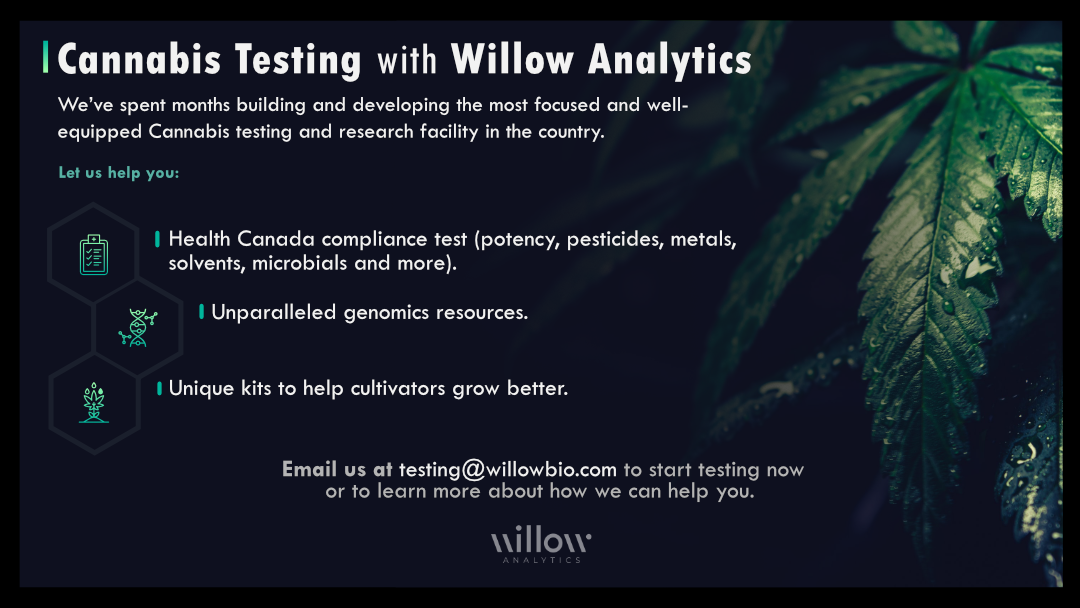 Cannabis Testing with Willow Analytics
We've spent months building and developing the most focused and well-
equipped Cannabis testing and research facility in the country.
Let us help you:
Health Canada compliance test (potency, pesticides, metals,
solvents, microbials and more).
Unparalleled genomics resources.
Unique kits to help cultivators grow better.
Email us at testing@willowbio.com to start testing now
or to learn more about how we can help you.
willow
ANALYTICS